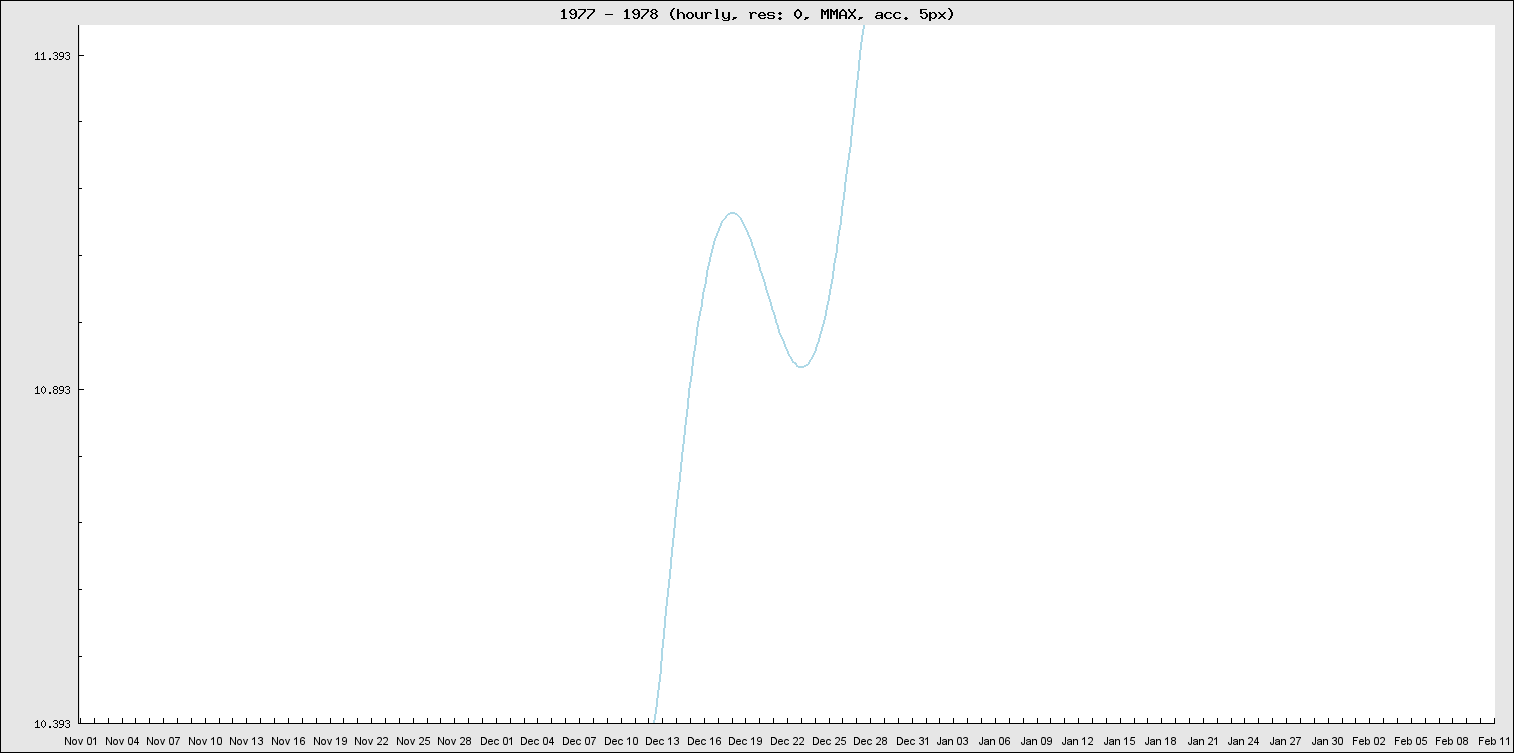 1977 - 1978 (hourly, res: 0, MMAX, acc. 5px)
11.393
10.893
10.393
Nov 01 Nov 04 Nov 07 Nov 10 Nov 13 Nov 16 Nov 19 Nov 22 Nov 25 Nov 28 Dec 01 Dec 04 Dec 07 Dec 10 Dec 13 Dec 16 Dec 19 Dec 22 Dec 25 Dec 28 Dec 31 Jan 03 Jan 06 Jan 09 Jan 12 Jan 15 Jan 18 Jan 21 Jan 24 Jan 27 Jan 30 Feb 02 Feb 05 Feb 08 Feb 11